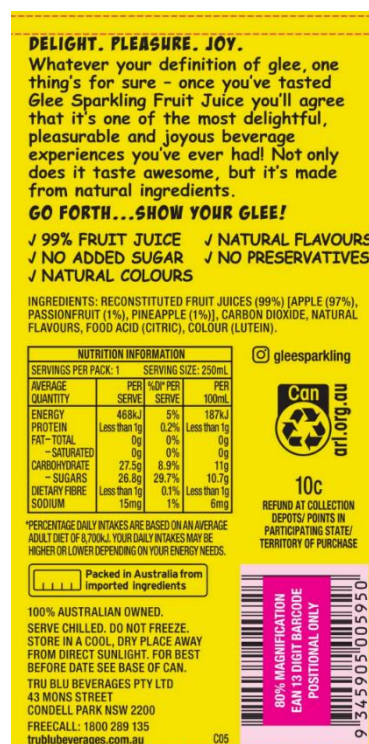 DELIGHT. PLEASURE. JOY.
Whatever your definition of glee, one
thing's for sure – once you've tasted
Glee Sparkling Fruit Juice you'll agree
that it's one of the most delightful,
pleasurable and joyous beverage
experiences you've ever had! Not only
does it taste awesome, but it's made
from natural ingredients.
GO FORTH...SHOW YOUR GLEE!
√ 99% FRUIT JUICE √ NATURAL FLAVOURS
√ NO ADDED SUGAR √ NO PRESERVATIVES
√ NATURAL COLOURS
INGREDIENTS: RECONSTITUTED FRUIT JUICES (99%) [APPLE (97%),
PASSIONFRUIT (1%), PINEAPPLE (1%)], CARBON DIOXIDE, NATURAL
FLAVOURS, FOOD ACID (CITRIC), COLOUR (LUTEIN).
NUTRITION INFORMATION
SERVINGS PER PACK: 1 SERVING SIZE: 250mL
AVERAGE PER %DI* PER PER
QUANTITY SERVE SERVE 100mL
ENERGY 468kJ 5% 187kJ
PROTEIN Less than 1g 0.2% Less than 1g
FAT– TOTAL 0g 0% 0g
– SATURATED 0g 0% 0g
CARBOHYDRATE 27.5g 8.9% 11g
– SUGARS 26.8g 29.7% 10.7g
DIETARY FIBRE Less than 1g 0.1% Less than 1g
SODIUM 15mg 1% 6mg
*PERCENTAGE DAILY INTAKES ARE BASED ON AN AVERAGE
ADULT DIET OF 8,700kJ. YOUR DAILY INTAKES MAY BE
HIGHER OR LOWER DEPENDING ON YOUR ENERGY NEEDS.
gleesparkling
Can
arl.org.au
10c
REFUND AT COLLECTION
DEPOTS/ POINTS IN
PARTICIPATING STATE/
TERRITORY OF PURCHASE
Packed in Australia from
imported ingredients
100% AUSTRALIAN OWNED.
SERVE CHILLED. DO NOT FREEZE.
STORE IN A COOL, DRY PLACE AWAY
FROM DIRECT SUNLIGHT. FOR BEST
BEFORE DATE SEE BASE OF CAN.
TRU BLU BEVERAGES PTY LTD
43 MONS STREET
CONDELL PARK NSW 2200
FREECALL: 1800 289 135
trublubeverages.com.au C05
80% MAGNIFICATION
EAN 13 DIGIT BARCODE
POSITIONAL ONLY
9 345905 005950